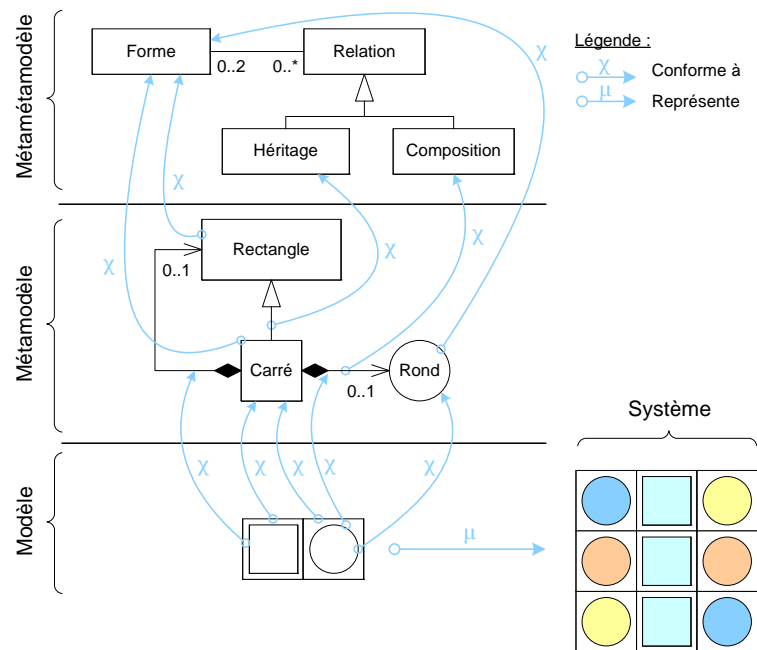 Métamétamodèle
Forme
0..2
0..*
Relation
Héritage
Composition
χ
χ
χ
χ
χ
χ
Légende :
χ
Conforme à
μ
Représente
Métamodèle
Rectangle
0..1
Carré
0..1
Rond
Modèle
χ
χ
χ
χ
χ
μ
Système